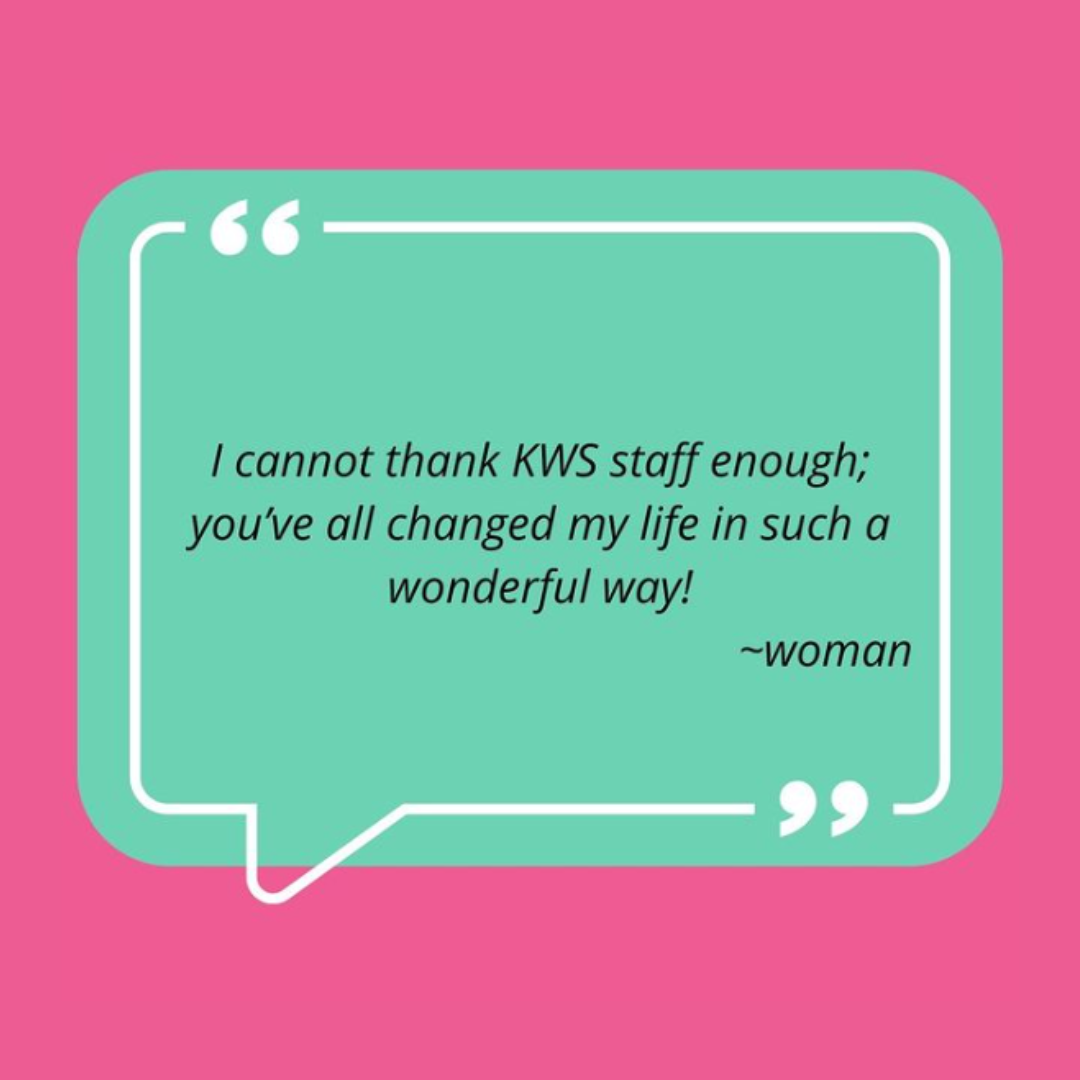 “
I cannot thank KWS staff enough;
you’ve all changed my life in such a
wonderful way!
~woman
”